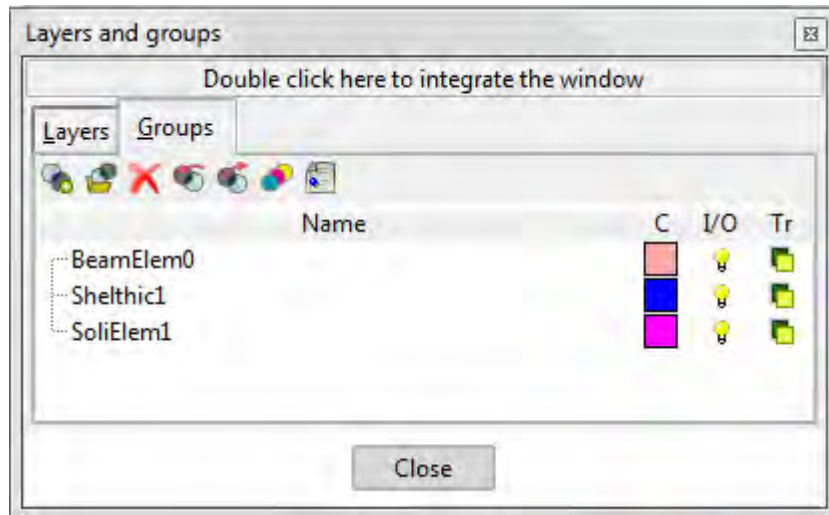 Layers and groups
Double click here to integrate the window
Layers Groups
Name C I/O Tr
BeamElem0
Shelthic1
SoliElem1
Close